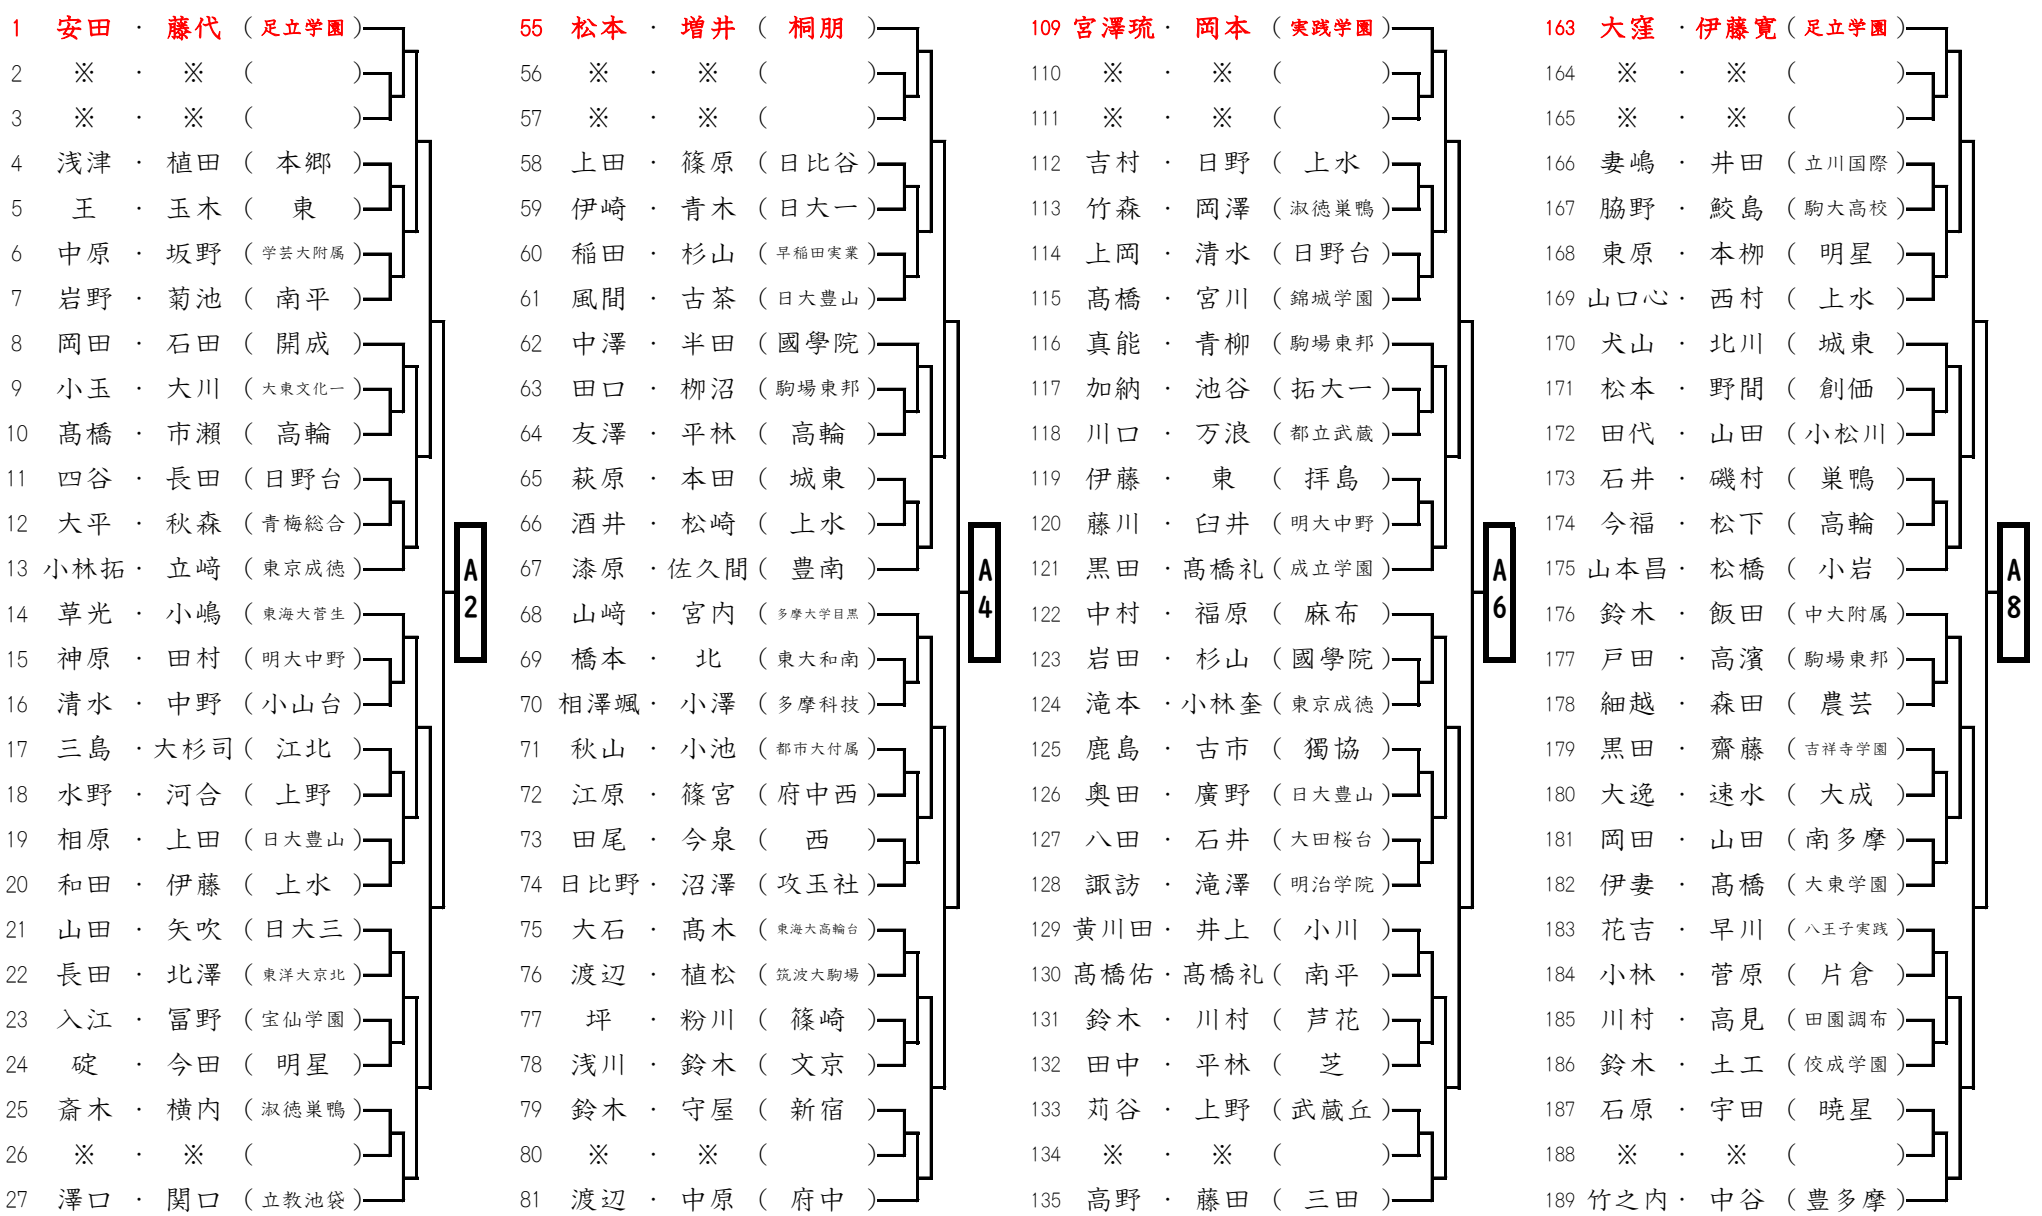 1 安田 · 藤代 (足立学園)
2 ※ · ※ ( )
3 ※ · ※ ( )
4 浅津 · 植田 (本郷)
5 王 · 玉木 (東)
6 中原 · 坂野 (学芸大附属)
7 岩野 · 菊池 (南平)
8 岡田 · 石田 (開成)
9 小玉 · 大川 (大東文化一)
10 髙橋 · 市瀬 (高輪)
11 四谷 · 長田 (日野台)
12 大平 · 秋森 (青梅総合)
13 小林拓 · 立﨑 (東京成徳)
14 草光 · 小嶋 (東海大菅生)
15 神原 · 田村 (明大中野)
16 清水 · 中野 (小山台)
17 三島 · 大杉司 (江北)
18 水野 · 河合 (上野)
19 相原 · 上田 (日大豊山)
20 和田 · 伊藤 (上水)
21 山田 · 矢吹 (日大三)
22 長田 · 北澤 (東洋大京北)
23 入江 · 冨野 (宝仙学園)
24 碇 · 今田 (明星)
25 斎木 · 横内 (淑徳巣鴨)
26 ※ · ※ ( )
27 澤口 · 関口 (立教池袋)
A2
55 松本 · 増井 (桐朋)
56 ※ · ※ ( )
57 ※ · ※ ( )
58 上田 · 篠原 (日比谷)
59 伊崎 · 青木 (日大一)
60 稲田 · 杉山 (早稲田実業)
61 風間 · 古茶 (日大豊山)
62 中澤 · 半田 (國學院)
63 田口 · 柳沼 (駒場東邦)
64 友澤 · 平林 (高輪)
65 萩原 · 本田 (城東)
66 酒井 · 松崎 (上水)
67 漆原 · 佐久間 (豊南)
68 山﨑 · 宮内 (多摩大学目黒)
69 橋本 · 北 (東大和南)
70 相澤颯 · 小澤 (多摩科技)
71 秋山 · 小池 (都市大付属)
72 江原 · 篠宮 (府中西)
73 田尾 · 今泉 (西)
74 日比野 · 沼澤 (攻玉社)
75 大石 · 髙木 (東海大高輪台)
76 渡辺 · 植松 (筑波大駒場)
77 坪 · 粉川 (篠崎)
78 浅川 · 鈴木 (文京)
79 鈴木 · 守屋 (新宿)
80 ※ · ※ ( )
81 渡辺 · 中原 (府中)
A4
109 宮澤琉 · 岡本 (実践学園)
110 ※ · ※ ( )
111 ※ · ※ ( )
112 吉村 · 日野 (上水)
113 竹森 · 岡澤 (淑徳巣鴨)
114 上岡 · 清水 (日野台)
115 髙橋 · 宮川 (錦城学園)
116 真能 · 青柳 (駒場東邦)
117 加納 · 池谷 (拓大一)
118 川口 · 万浪 (都立武蔵)
119 伊藤 · 東 (拝島)
120 藤川 · 臼井 (明大中野)
121 黒田 · 髙橋礼 (成立学園)
122 中村 · 福原 (麻布)
123 岩田 · 杉山 (國學院)
124 滝本 · 小林奎 (東京成徳)
125 鹿島 · 古市 (獨協)
126 奥田 · 廣野 (日大豊山)
127 八田 · 石井 (大田桜台)
128 諏訪 · 滝澤 (明治学院)
129 黄川田 · 井上 (小川)
130 髙橋佑 · 髙橋礼 (南平)
131 鈴木 · 川村 (芦花)
132 田中 · 平林 (芝)
133 苅谷 · 上野 (武蔵丘)
134 ※ · ※ ( )
135 高野 · 藤田 (三田)
A6
163 大窪 · 伊藤寛 (足立学園)
164 ※ · ※ ( )
165 ※ · ※ ( )
166 妻嶋 · 井田 (立川国際)
167 脇野 · 鮫島 (駒大高校)
168 東原 · 本柳 (明星)
169 山口心 · 西村 (上水)
170 犬山 · 北川 (城東)
171 松本 · 野間 (創価)
172 田代 · 山田 (小松川)
173 石井 · 磯村 (巣鴨)
174 今福 · 松下 (高輪)
175 山本昌 · 松橋 (小岩)
176 鈴木 · 飯田 (中大附属)
177 戸田 · 高濱 (駒場東邦)
178 細越 · 森田 (農芸)
179 黒田 · 齋藤 (吉祥寺学園)
180 大逸 · 速水 (大成)
181 岡田 · 山田 (南多摩)
182 伊妻 · 髙橋 (大東学園)
183 花吉 · 早川 (八王子実践)
184 小林 · 菅原 (片倉)
185 川村 · 高見 (田園調布)
186 鈴木 · 土工 (佼成学園)
187 石原 · 宇田 (暁星)
188 ※ · ※ ( )
189 竹之内 · 中谷 (豊多摩)
A8